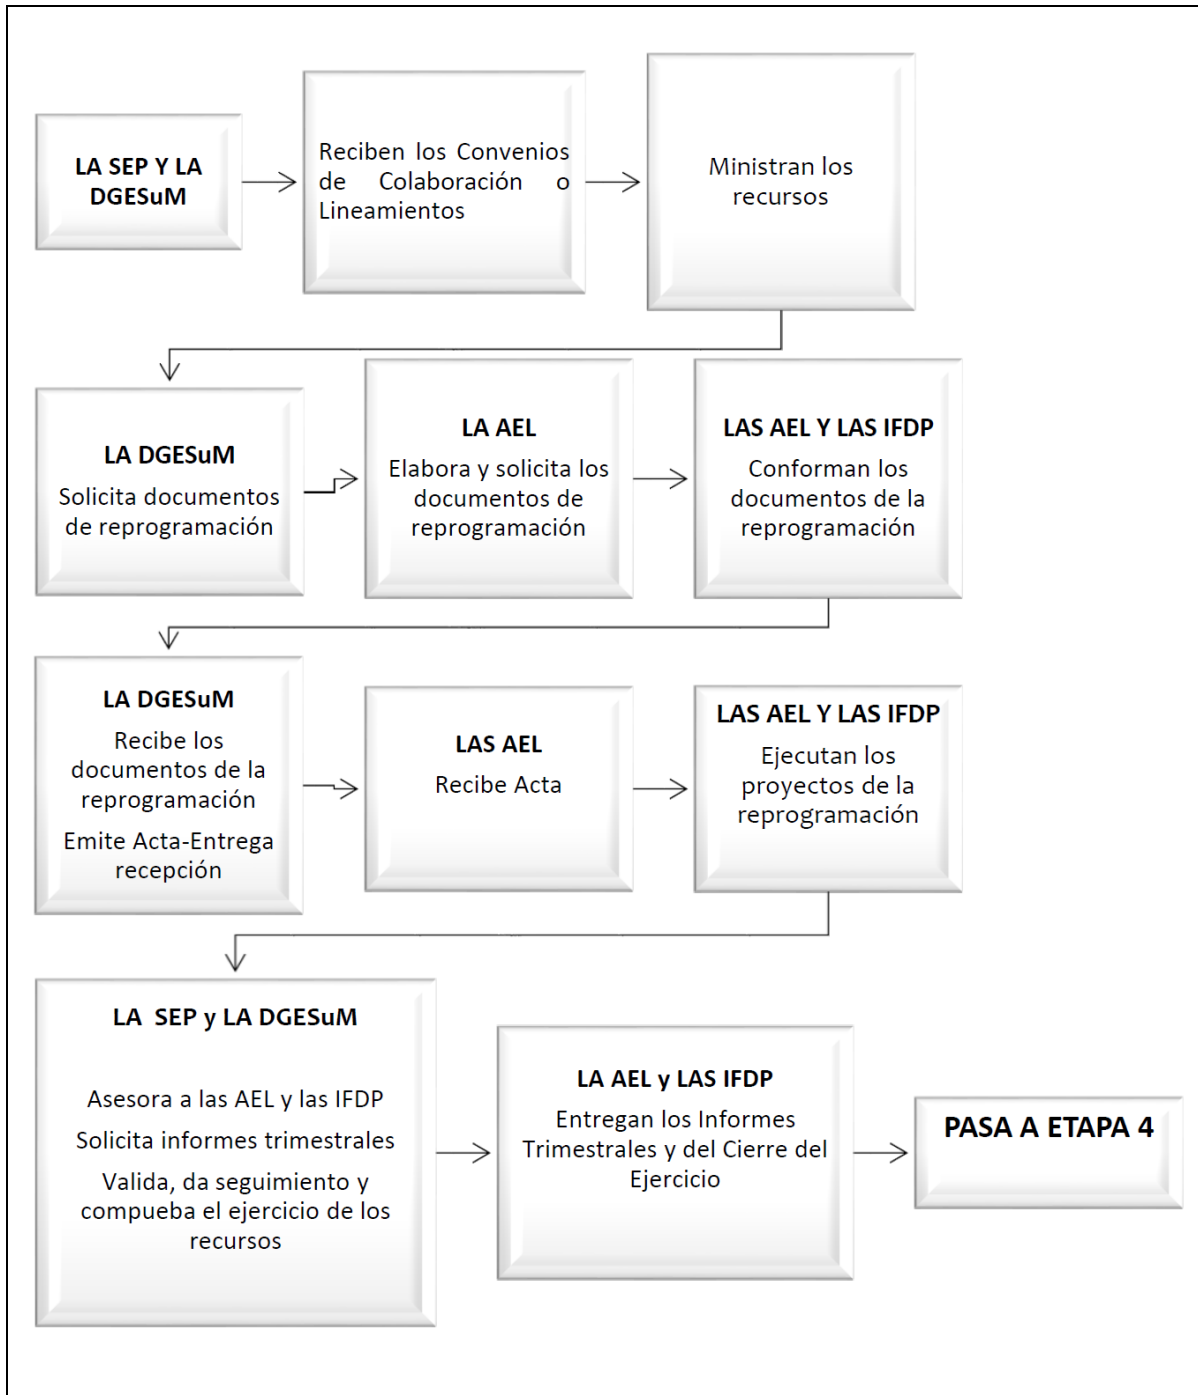 LA SEP Y LA
DGESuM
Reciben los Convenios
de Colaboración o
Lineamientos
Ministran los
recursos
LA DGESuM
Solicita documentos
de reprogramación
LA AEL
Elabora y solicita los
documentos de
reprogramación
LAS AEL Y LAS IFDP
Conforman los
documentos de la
reprogramación
LA DGESuM
Recibe los
documentos de la
reprogramación
Emite Acta-Entrega
recepción
LAS AEL
Recibe Acta
LAS AEL Y LAS IFDP
Ejecutan los
proyectos de la
reprogramación
LA SEP y LA DGESuM
Asesora a las AEL y las IFDP
Solicita informes trimestrales
Valida, da seguimiento y
compueba el ejercicio de los
recursos
LA AEL y LAS IFDP
Entregan los Informes
Trimestrales y del Cierre del
Ejercicio
PASA A ETAPA 4